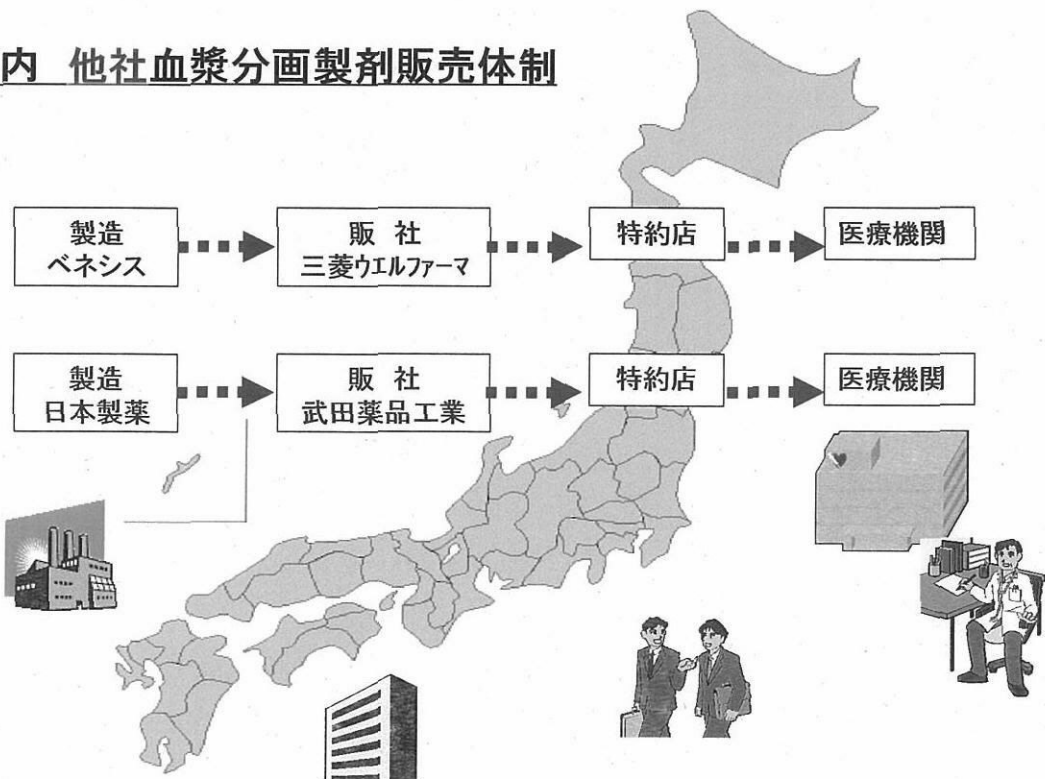 内 他社血漿分画製剤販売体制
製造
ベネシス
販 社
三菱ウエルファーマ
特約店
医療機関
製造
日本製薬
販 社
武田薬品工業
特約店
医療機関